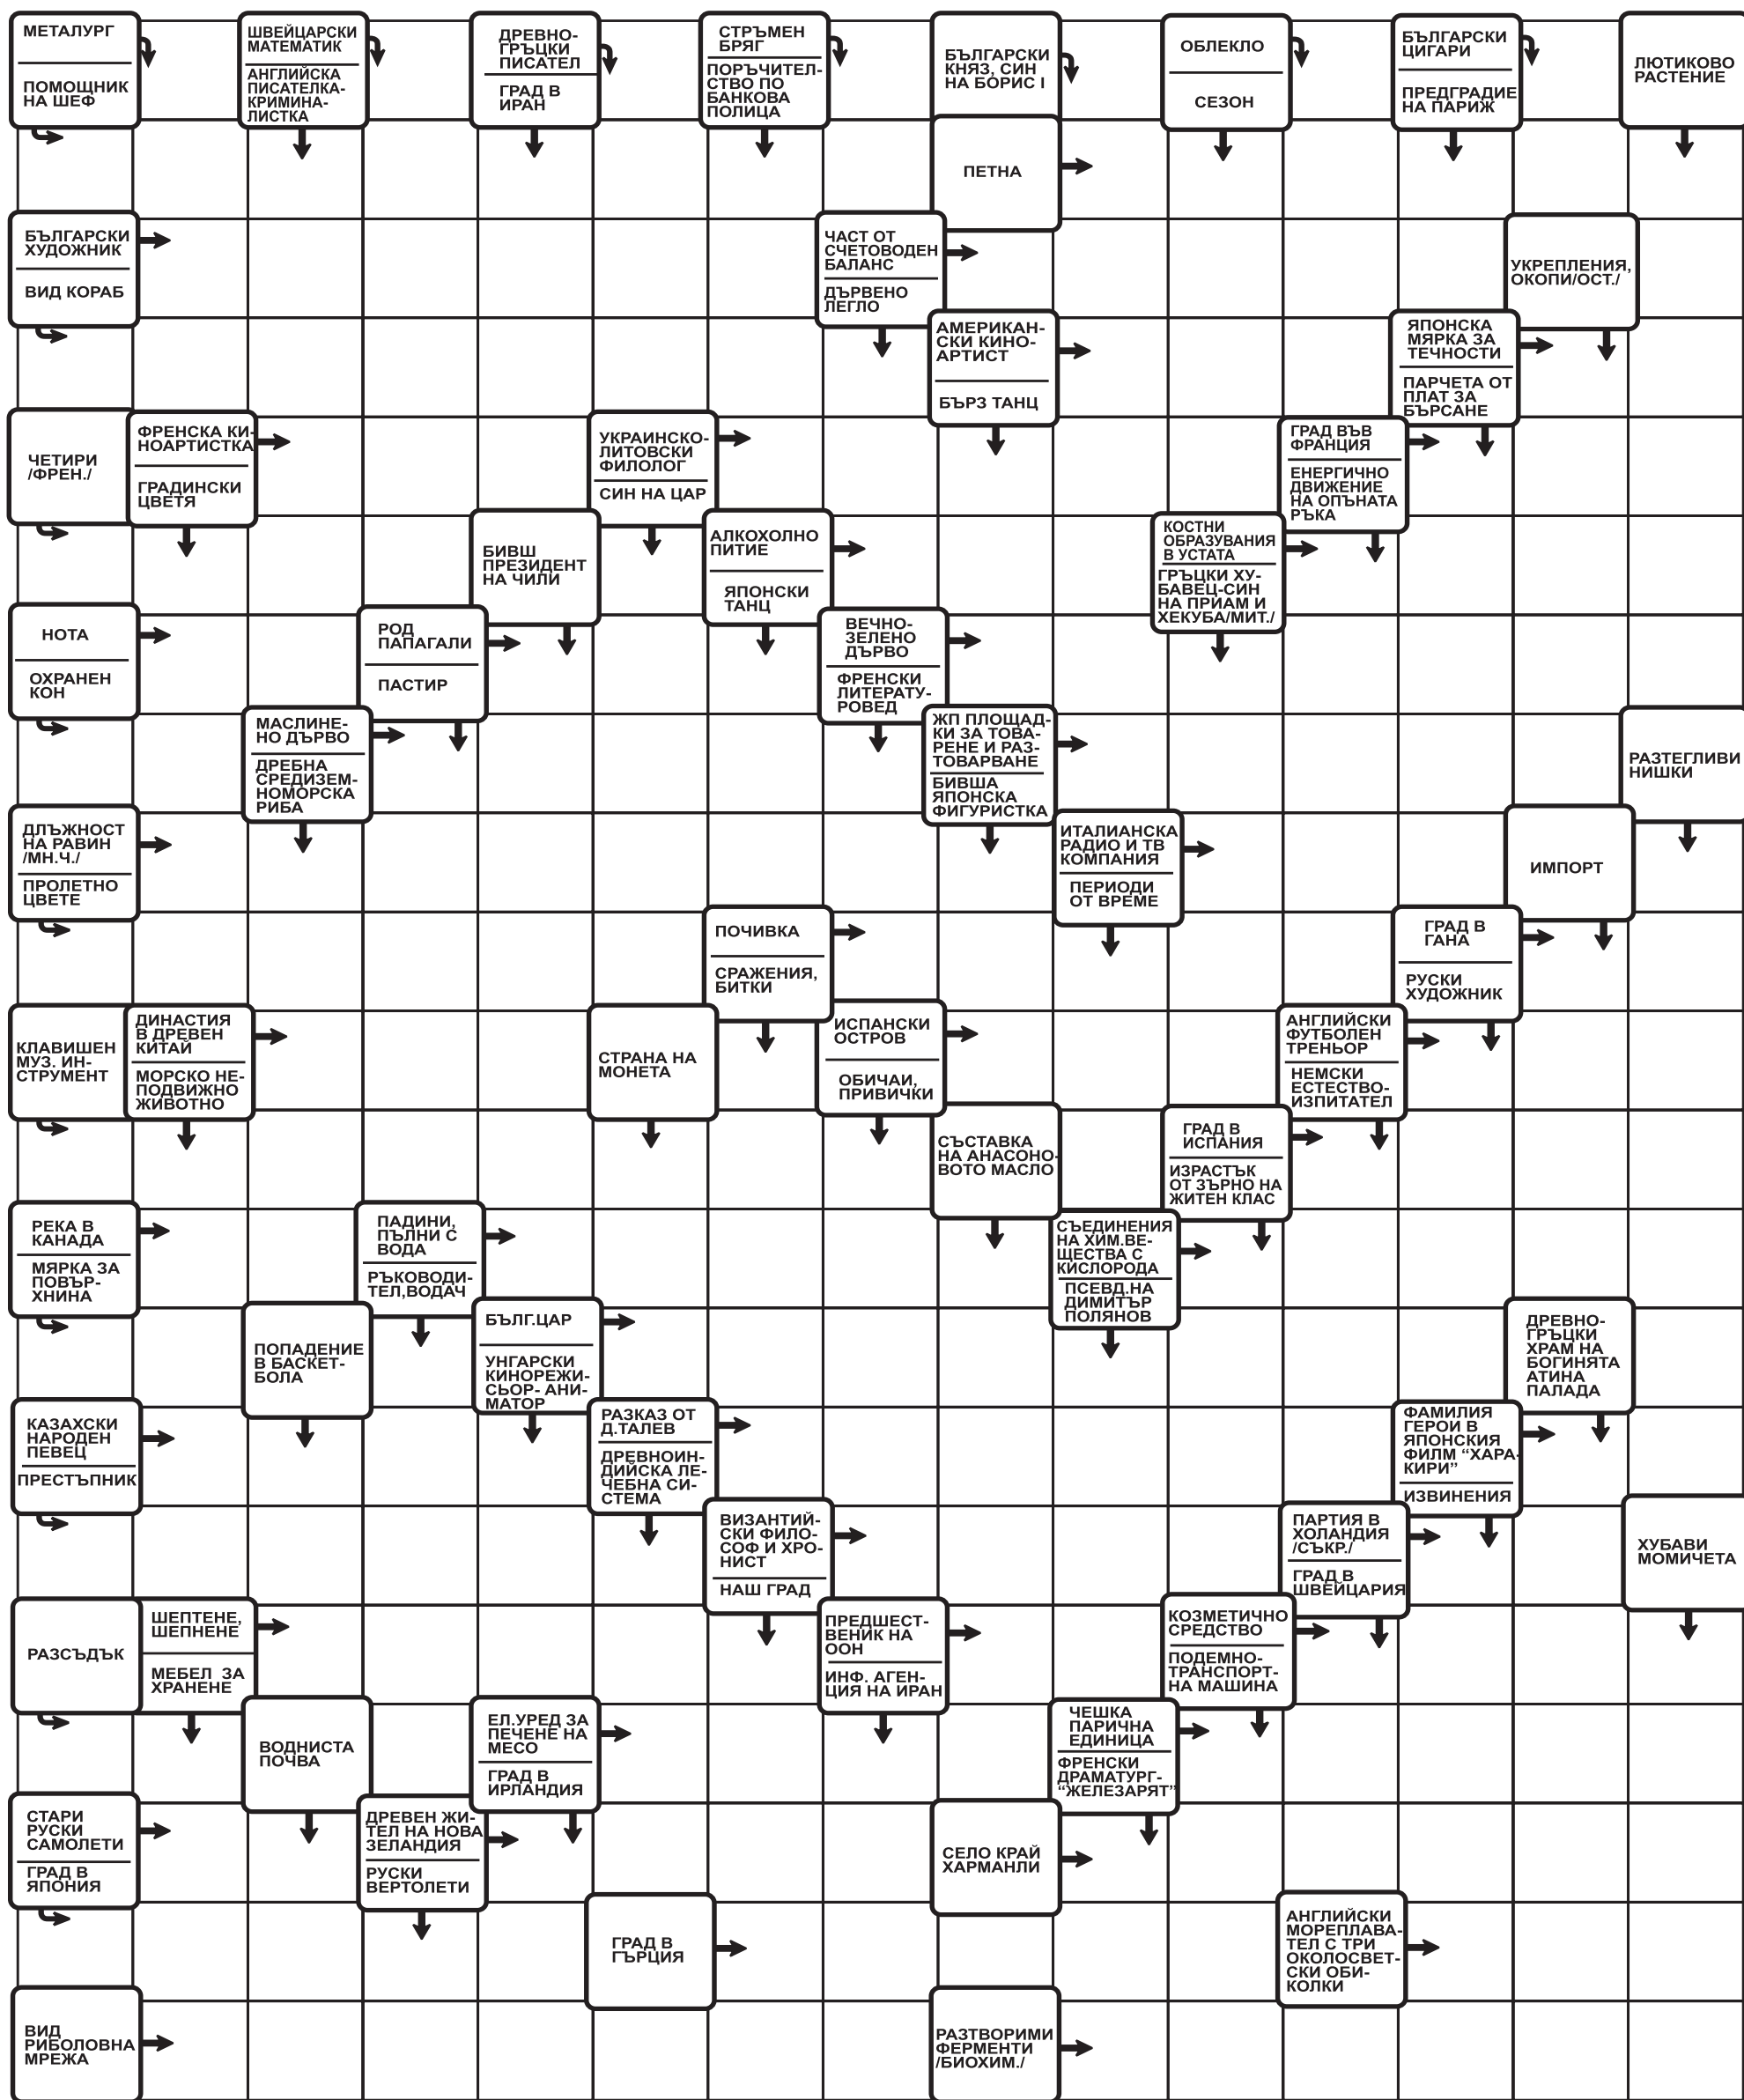 МЕТАЛУРГ
ПОМОЩНИК
НА ШЕФ
ШВЕЙЦАРСКИ
МАТЕМАТИК
АНГЛИЙСКА
ПИСАТЕЛКА-
КРИМИНА-
ЛИСТКА
ДРЕВНО-
ГРЪЦКИ
ПИСАТЕЛ
ГРАД В
ИРАН
СТРЪМЕН
БРЯГ
ПОРЪЧИТЕЛ-
СТВО ПО
БАНКОВА
ПОЛИЦА
БЪЛГАРСКИ
КНЯЗ, СИН
НА БОРИС I
ОБЛЕКЛО
СЕЗОН
БЪЛГАРСКИ
ЦИГАРИ
ПРЕДГРАДИЕ
НА ПАРИЖ
ЛЮТИКОВО
РАСТЕНИЕ
ПЕТНА
БЪЛГАРСКИ
ХУДОЖНИК
ВИД КОРАБ
ЧАСТ ОТ
СЧЕТОВОДЕН
БАЛАНС
ДЪРВЕНО
ЛЕГЛО
УКРЕПЛЕНИЯ,
ОКОПИ/ОСТ./
АМЕРИКАН-
СКИ КИНО-
АРТИСТ
БЪРЗ ТАНЦ
ЯПОНСКА
МЯРКА ЗА
ТЕЧНОСТИ
ПАРЧЕТА ОТ
ПЛАТ ЗА
БЪРСАНЕ
ЧЕТИРИ
/ФРЕН./
ФРЕНСКА КИ-
НОАРТИСТКА
ГРАДИНСКИ
ЦВЕТЯ
УКРАИНСКО-
ЛИТОВСКИ
ФИЛОЛОГ
СИН НА ЦАР
ГРАД ВЪВ
ФРАНЦИЯ
ЕНЕРГИЧНО
ДВИЖЕНИЕ
НА ОПЪНАТА
РЪКА
БИВШ
ПРЕЗИДЕНТ
НА ЧИЛИ
АЛКОХОЛНО
ПИТИЕ
ЯПОНСКИ
ТАНЦ
КОСТНИ
ОБРАЗУВАНИЯ
В УСТАТА
ГРЪЦКИ ХУ-
БАВЕЦ-СИН
НА ПРИАМ И
ХЕКУБА/МИТ./
НОТА
ОХРАНЕН
КОН
РОД
ПАПАГАЛИ
ПАСТИР
ВЕЧНО-
ЗЕЛЕНО
ДЪРВО
ФРЕНСКИ
ЛИТЕРАТУ-
РОВЕД
МАСЛИНЕ-
НО ДЪРВО
ДРЕБНА
СРЕДИЗЕМ-
НОМОРСКА
РИБА
ЖП ПЛОЩАД-
КИ ЗА ТОВА-
РЕНЕ И РАЗ-
ТОВАРВАНЕ
БИВША
ЯПОНСКА
ФИГУРИСТКА
РАЗТЕГЛИВИ
НИШКИ
ДЛЪЖНОСТ
НА РАВИН
/МН.Ч./
ПРОЛЕТНО
ЦВЕТЕ
ИТАЛИАНСКА
РАДИО И ТВ
КОМПАНИЯ
ПЕРИОДИ
ОТ ВРЕМЕ
ИМПОРТ
ПОЧИВКА
СРАЖЕНИЯ,
БИТКИ
ГРАД В
ГАНА
РУСКИ
ХУДОЖНИК
КЛАВИШЕН
МУЗ. ИН-
СТРУМЕНТ
ДИНАСТИЯ
В ДРЕВЕН
КИТАЙ
МОРСКО НЕ-
ПОДВИЖНО
ЖИВОТНО
СТРАНА НА
МОНЕТА
ИСПАНСКИ
ОСТРОВ
ОБИЧАИ,
ПРИВИЧКИ
АНГЛИЙСКИ
ФУТБОЛЕН
ТРЕНЬОР
НЕМСКИ
ЕСТЕСТВО-
ИЗПИТАТЕЛ
СЪСТАВКА
НА АНАСОНО-
ВОТО МАСЛО
ГРАД В
ИСПАНИЯ
ИЗРАСТЪК
ОТ ЗЪРНО НА
ЖИТЕН КЛАС
РЕКА В
КАНАДА
МЯРКА ЗА
ПОВЪР-
ХНИНА
ПАДИНИ,
ПЪЛНИ С
ВОДА
РЪКОВОДИ-
ТЕЛ,ВОДАЧ
СЪЕДИНЕНИЯ
НА ХИМ.ВЕ-
ЩЕСТВА С
КИСЛОРОДА
ПСЕВД.НА
ДИМИТЪР
ПОЛЯНОВ
ПОПАДЕНИЕ
В БАСКЕТ-
БОЛА
БЪЛГ.ЦАР
УНГАРСКИ
КИНОРЕЖИ-
СЬОР- АНИ-
МАТОР
ДРЕВНО-
ГРЪЦКИ
ХРАМ НА
БОГИНЯТА
АТИНА
ПАЛАДА
КАЗАХСКИ
НАРОДЕН
ПЕВЕЦ
ПРЕСТЪПНИК
РАЗКАЗ ОТ
Д.ТАЛЕВ
ДРЕВНОИН-
ДИЙСКА ЛЕ-
ЧЕБНА СИ-
СТЕМА
ФАМИЛИЯ
ГЕРОИ В
ЯПОНСКИЯ
ФИЛМ “ХАРА-
КИРИ”
ИЗВИНЕНИЯ
ВИЗАНТИЙ-
СКИ ФИЛО-
СОФ И ХРО-
НИСТ
НАШ ГРАД
ПАРТИЯ В
ХОЛАНДИЯ
/СЪКР./
ГРАД В
ШВЕЙЦАРИЯ
ХУБАВИ
МОМИЧЕТА
РАЗСЪДЪК
ШЕПТЕНЕ,
ШЕПНЕНЕ
МЕБЕЛ ЗА
ХРАНЕНЕ
ПРЕДШЕСТ-
ВЕНИК НА
ООН
ИНФ. АГЕН-
ЦИЯ НА ИРАН
КОЗМЕТИЧНО
СРЕДСТВО
ПОДЕМНО-
ТРАНСПОРТ-
НА МАШИНА
ВОДНИСТА
ПОЧВА
ЕЛ.УРЕД ЗА
ПЕЧЕНЕ НА
МЕСО
ГРАД В
ИРЛАНДИЯ
ЧЕШКА
ПАРИЧНА
ЕДИНИЦА
ФРЕНСКИ
ДРАМАТУРГ-
“ЖЕЛЕЗАРЯТ”
СТАРИ
РУСКИ
САМОЛЕТИ
ГРАД В
ЯПОНИЯ
ДРЕВЕН ЖИ-
ТЕЛ НА НОВА
ЗЕЛАНДИЯ
РУСКИ
ВЕРТОЛЕТИ
СЕЛО КРАЙ
ХАРМАНЛИ
ГРАД В
ГЪРЦИЯ
АНГЛИЙСКИ
МОРЕПЛАВА-
ТЕЛ С ТРИ
ОКОЛОСВЕТ-
СКИ ОБИ-
КОЛКИ
ВИД
РИБОЛОВНА
МРЕЖА
РАЗТВОРИМИ
ФЕРМЕНТИ
/БИОХИМ./